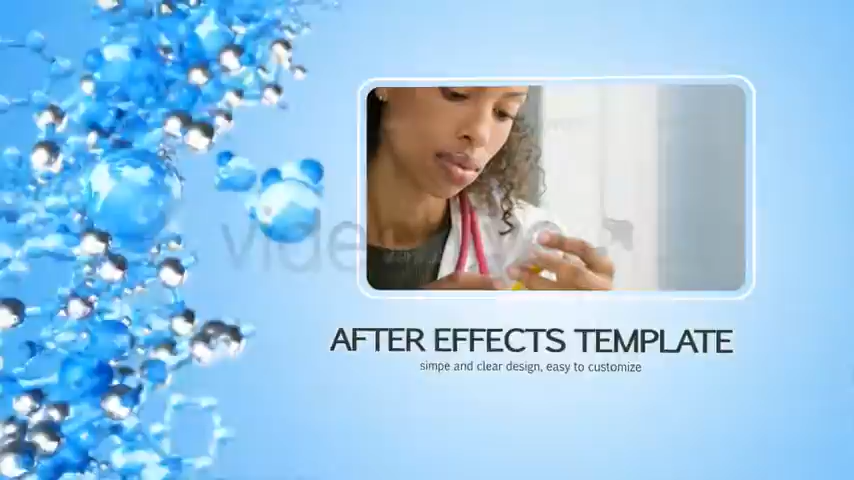 AFTER EFFECTS TEMPLATE
simpe and clear design, easy to customize